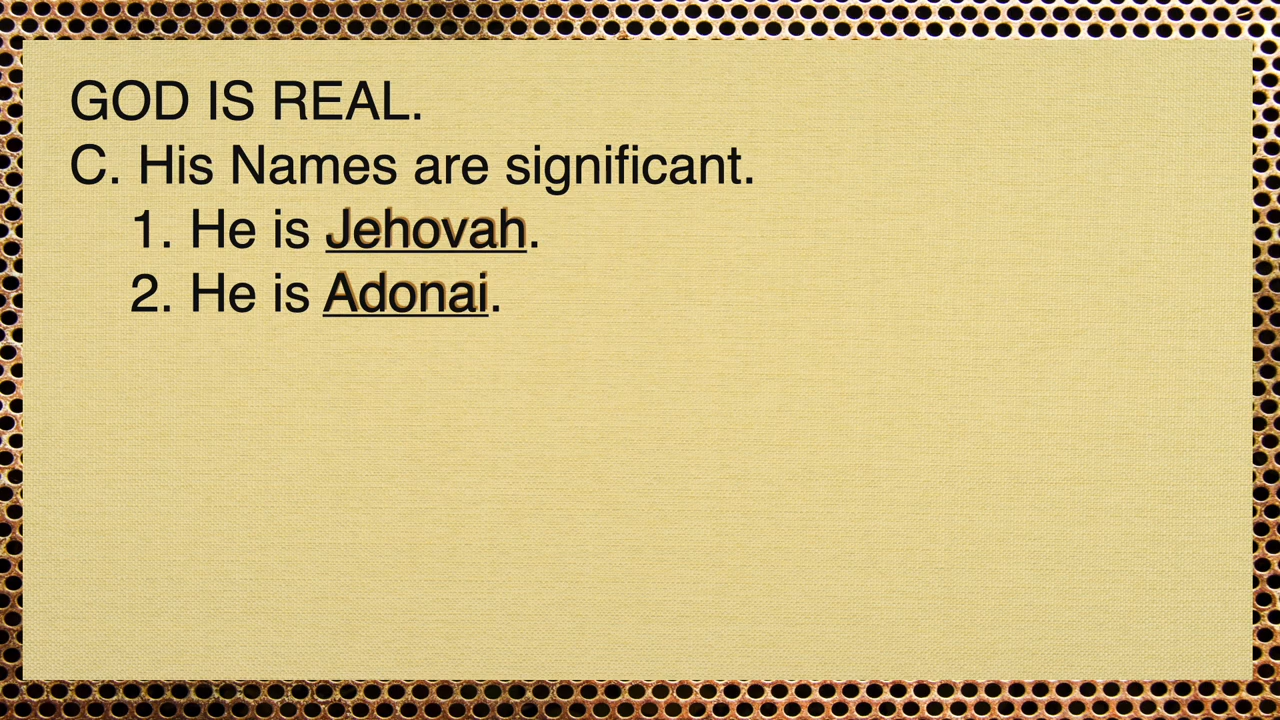 GOD IS REAL.
C. His Names are significant.
1. He is Jehovah.
2. He is Adonai.